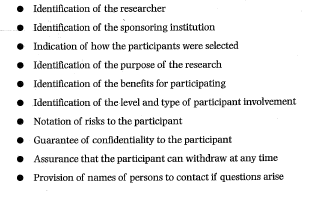 ● Identification of the researcher
● Identification of the sponsoring institution
● Indication of how the participants were selected
● Identification of the purpose of the research
● Identification of the benefits for participating
● Identification of the level and type of participant involvement
● Notation of risks to the participant
● Guarantee of confidentiality to the participant
● Assurance that the participant can withdraw at any time
● Provision of names of persons to contact if questions arise